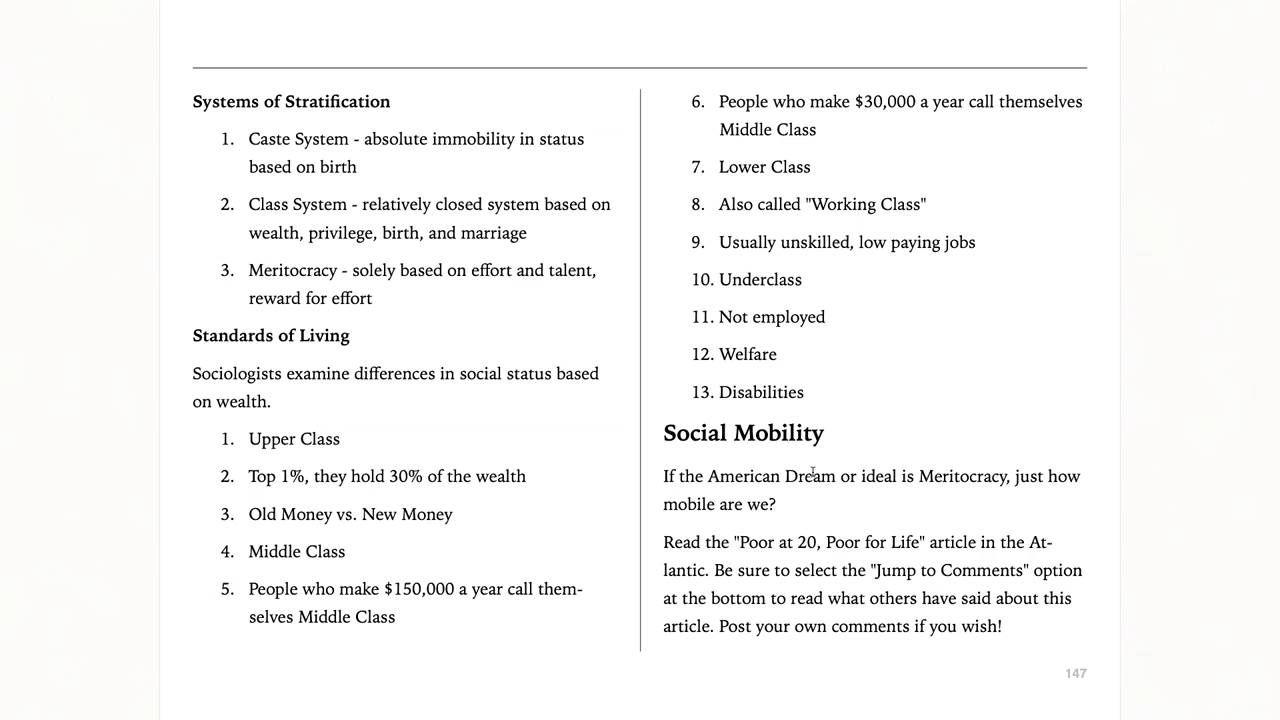 Systems of Stratification
1. Caste System - absolute immobility in status
based on birth
2. Class System - relatively closed system based on
wealth, privilege, birth, and marriage
3. Meritocracy - solely based on effort and talent,
reward for effort
Standards of Living
Sociologists examine differences in social status based
on wealth.
1. Upper Class
2. Top 1%, they hold 30% of the wealth
3. Old Money vs. New Money
4. Middle Class
5. People who make $150,000 a year call them-
selves Middle Class
6. People who make $30,000 a year call themselves
Middle Class
7. Lower Class
8. Also called "Working Class"
9. Usually unskilled, low paying jobs
10. Underclass
11. Not employed
12. Welfare
13. Disabilities
Social Mobility
If the American Dream or ideal is Meritocracy, just how
mobile are we?
Read the "Poor at 20, Poor for Life" article in the At-
lantic. Be sure to select the "Jump to Comments" option
at the bottom to read what others have said about this
article. Post your own comments if you wish!
147